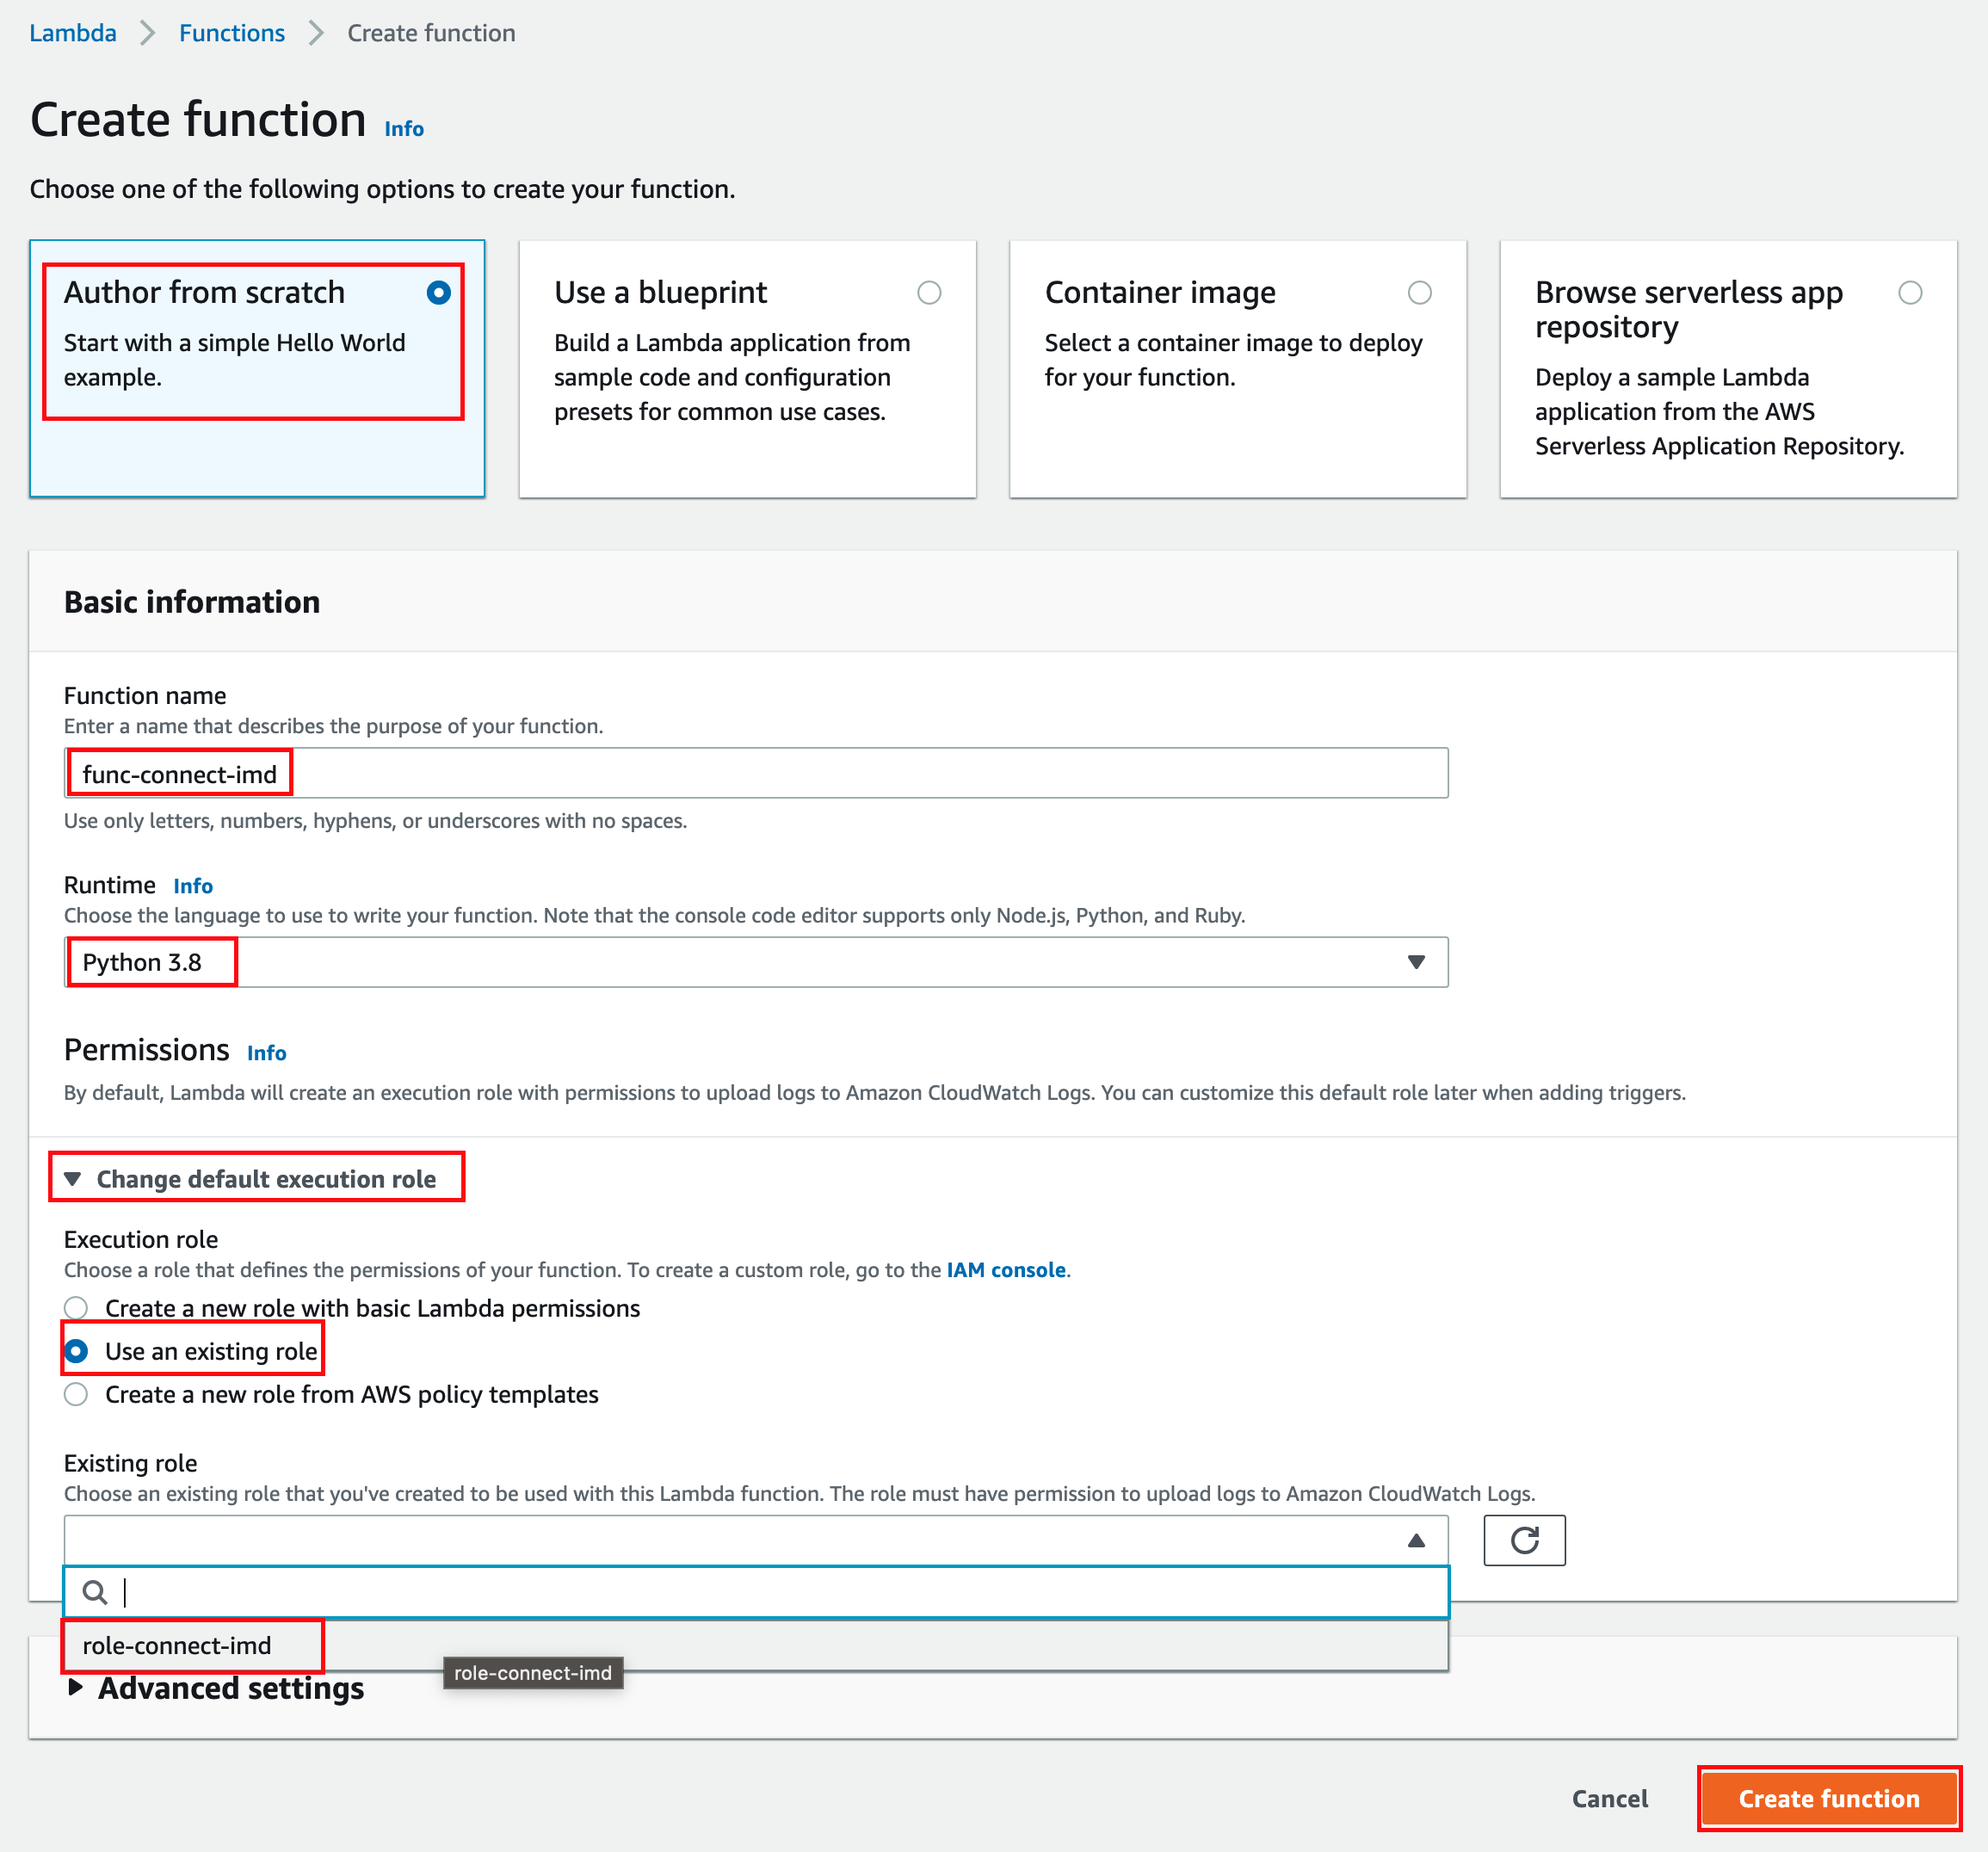 Lambda > Functions > Create function
Create function Info
Choose one of the following options to create your function.
Author from scratch
Start with a simple Hello World
example.
Use a blueprint
Build a Lambda application from
sample code and configuration
presets for common use cases.
Container image
Select a container image to deploy
for your function.
Browse serverless app
repository
Deploy a sample Lambda
application from the AWS
Serverless Application Repository.
Basic information
Function name
Enter a name that describes the purpose of your function.
func-connect-imd
Use only letters, numbers, hyphens, or underscores with no spaces.
Runtime Info
Choose the language to use to write your function. Note that the console code editor supports only Node.js, Python, and Ruby.
Python 3.8
Permissions Info
By default, Lambda will create an execution role with permissions to upload logs to Amazon CloudWatch Logs. You can customize this default role later when adding triggers.
Change default execution role
Execution role
Choose a role that defines the permissions of your function. To create a custom role, go to the IAM console.
Create a new role with basic Lambda permissions
Use an existing role
Create a new role from AWS policy templates
Existing role
Choose an existing role that you've created to be used with this Lambda function. The role must have permission to upload logs to Amazon CloudWatch Logs.
role-connect-imd
role-connect-imd
Advanced settings
Cancel
Create function